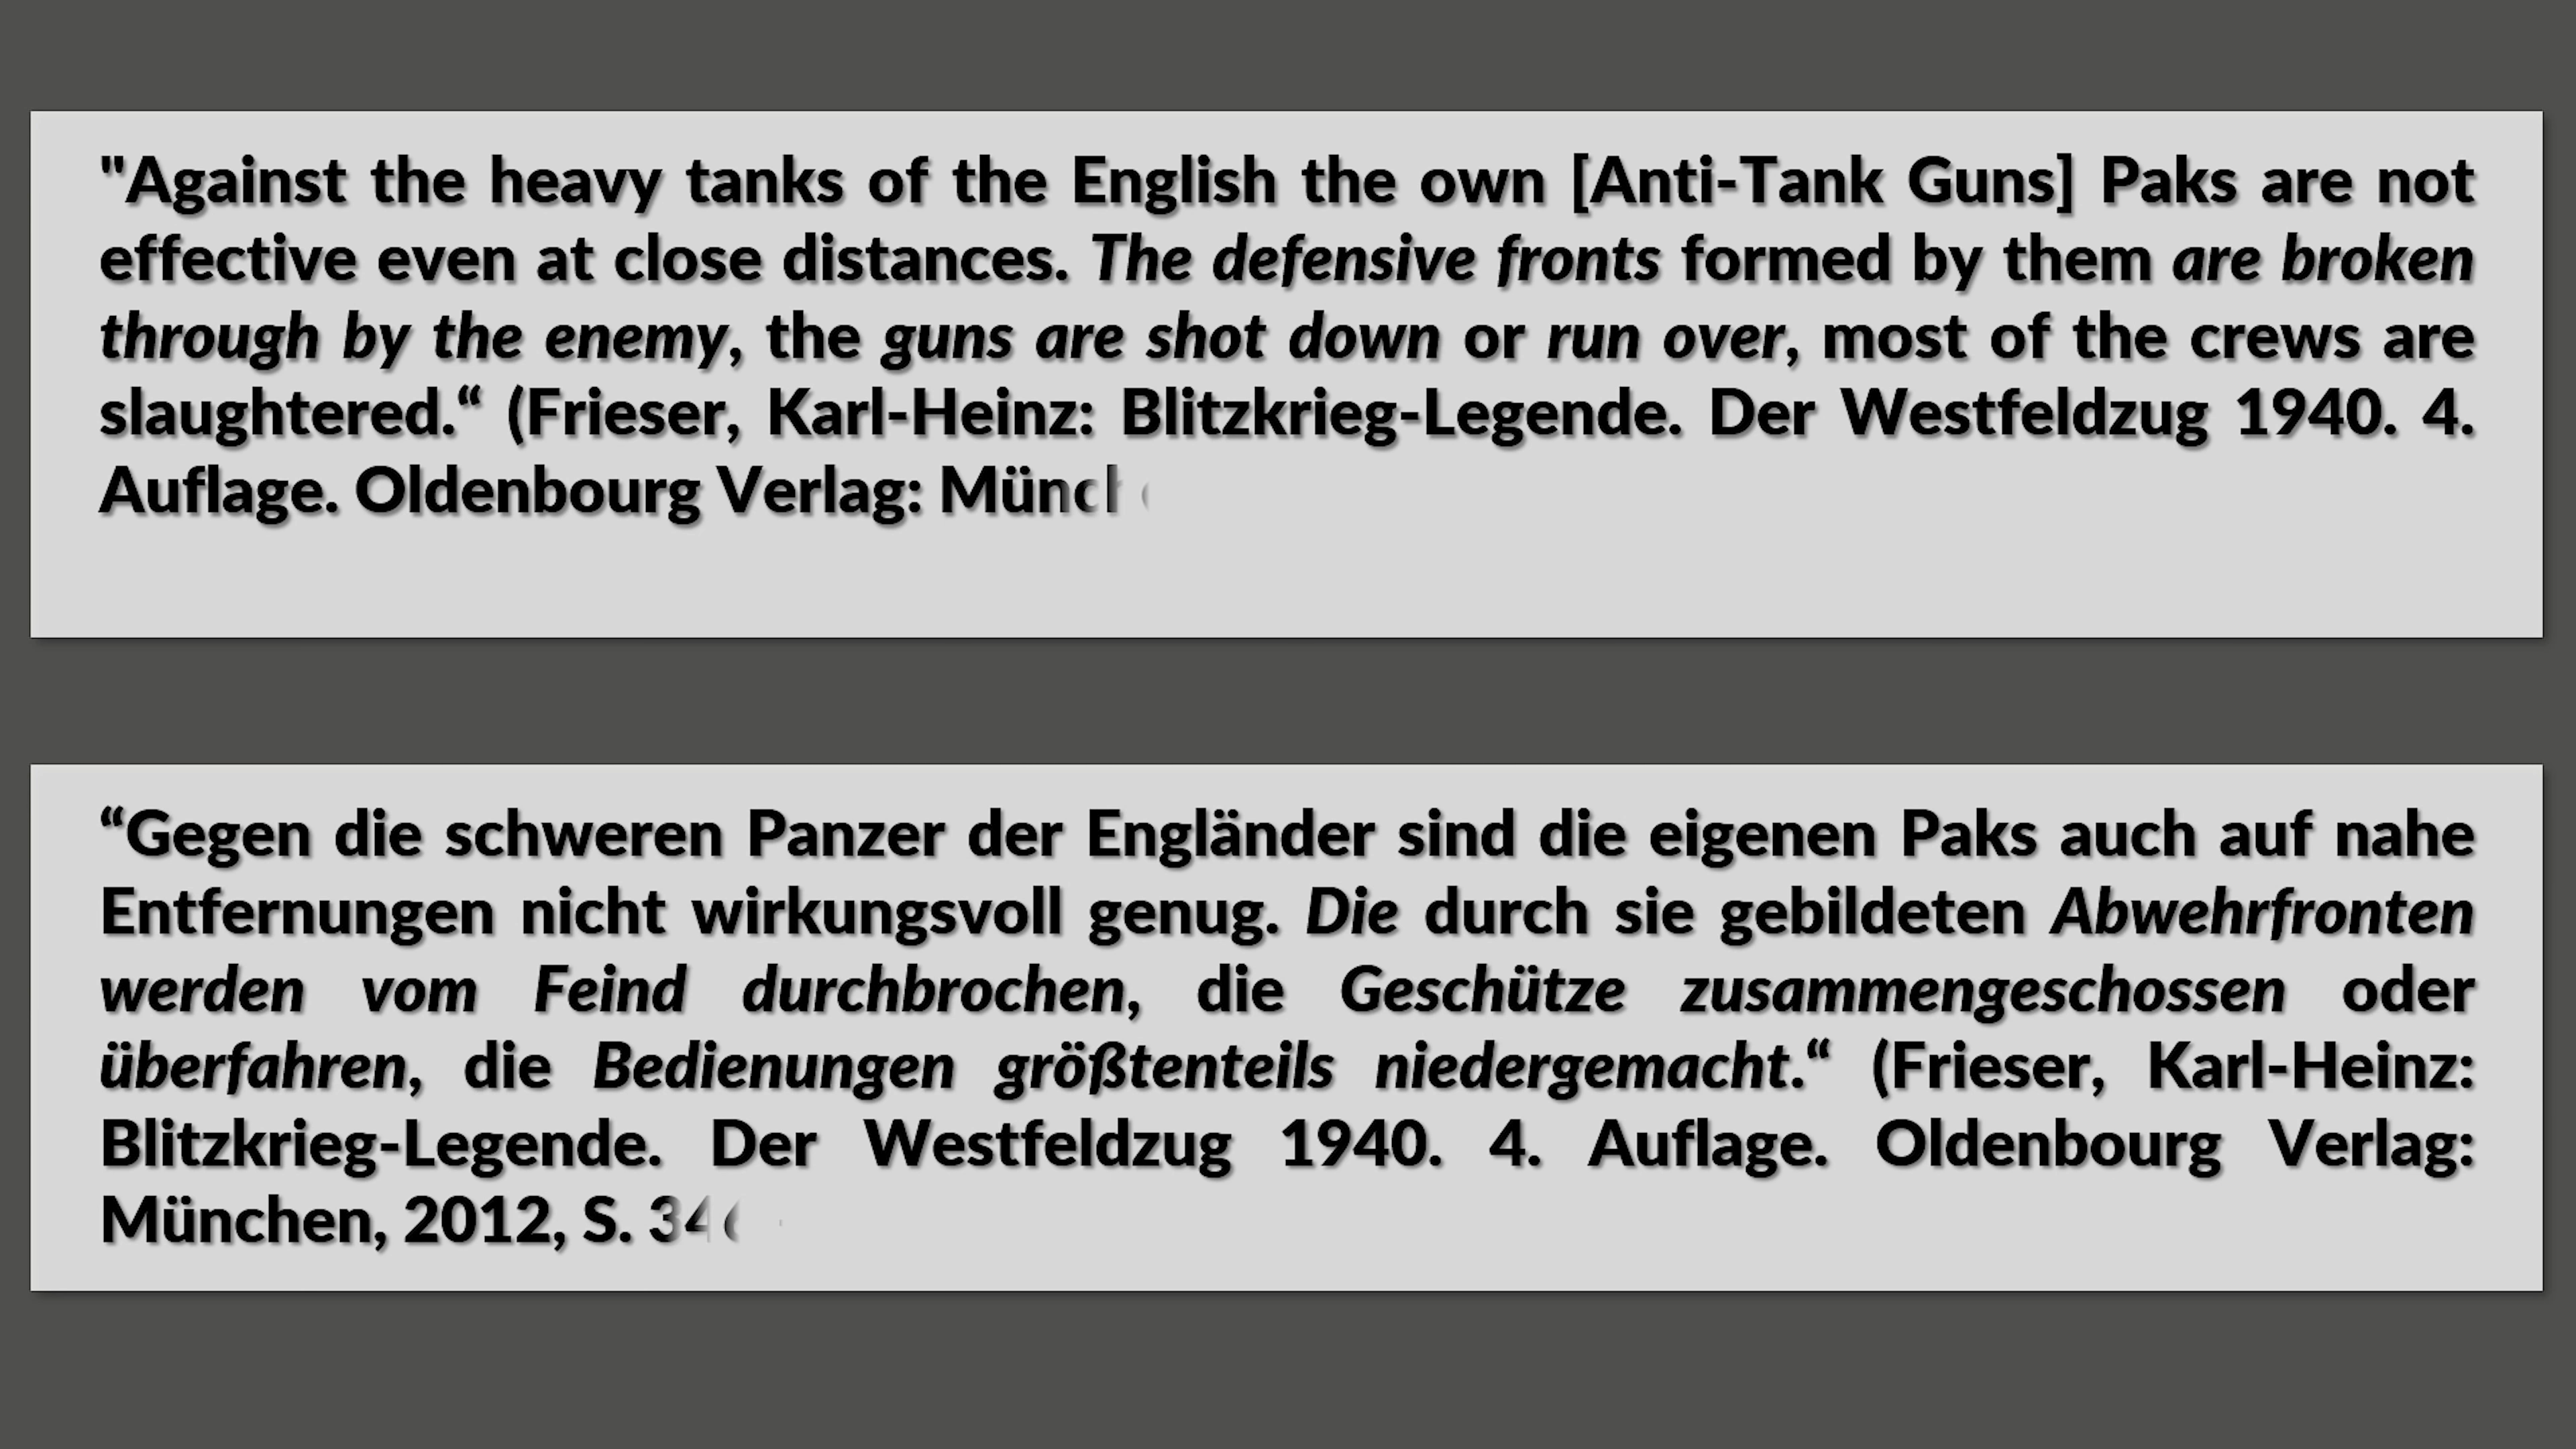 "Against the heavy tanks of the English the own [Anti-Tank Guns] Paks are not
effective even at close distances. The defensive fronts formed by them are broken
through by the enemy, the guns are shot down or run over, most of the crews are
slaughtered.“ (Frieser, Karl-Heinz: Blitzkrieg-Legende. Der Westfeldzug 1940. 4.
Auflage. Oldenbourg Verlag:
“Gegen die schweren Panzer der Engländer sind die eigenen Paks auch auf nahe
Entfernungen nicht wirkungsvoll genug. Die durch sie gebildeten Abwehrfronten
werden vom Feind durchbrochen, die Geschütze zusammengeschossen oder
überfahren, die Bedienungen größtenteils niedergemacht.“ (Frieser, Karl-Heinz:
Blitzkrieg-Legende. Der Westfeldzug 1940. 4. Auflage. Oldenbourg Verlag:
München, 2012, S.